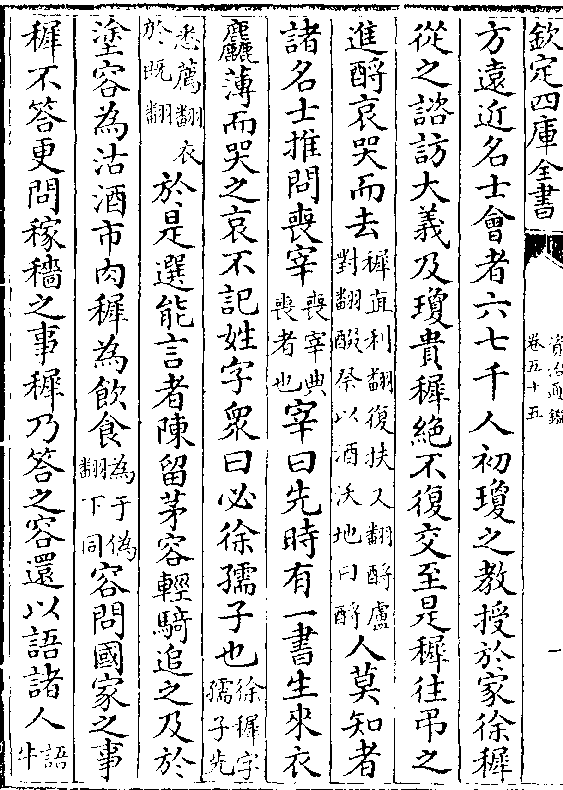 欽定四庫全書 資治通鑑卷五十五 一
方遠近名士會者六七千人初瓊之教授於家徐穉
從之諮訪大義及瓊貴穉絶不復交至是穉往弔之
進酹哀哭而去穉直利翻復扶又翻酹盧對翻醊祭以酒沃地曰酹人莫知者
諸名士推問喪宰喪宰典喪者也宰曰先時有一書生來衣
麤薄而哭之哀不記姓字衆曰必徐孺子也徐穉字孺子先
悉薦翻衣於既翻於是選能言者陳留茅容輕騎追之及於
塗容為沽酒市肉穉為飲食為于偽翻下同容問國家之事
穉不答更問稼穡之事穉乃答之容還以語諸人語牛